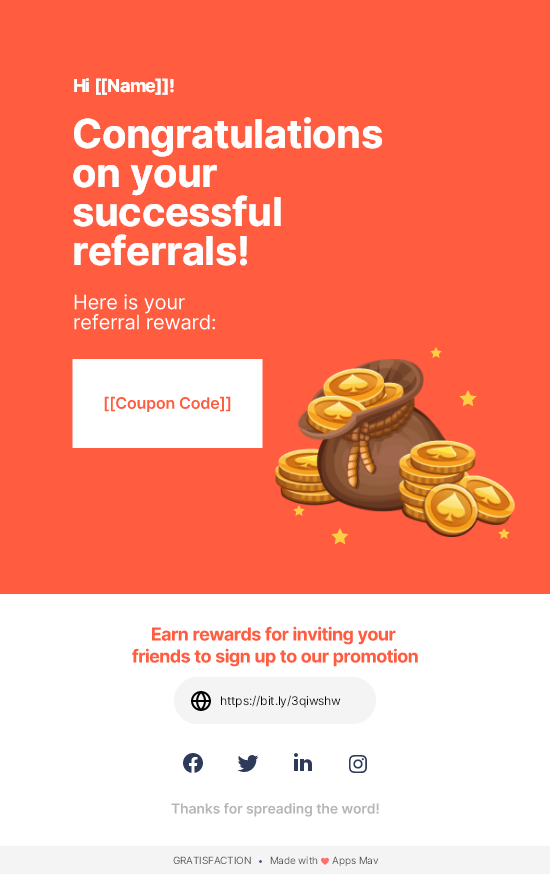 Hi [[Name]]!
Congratulations
on your
successful
referrals!
Here is your
referral reward:
[[Coupon Code]]
Earn rewards for inviting your
friends to sign up to our promotion
https://bit.ly/3qiwshw
Thanks for spreading the word!
GRATISFACTION • Made with ❤ Apps Mav